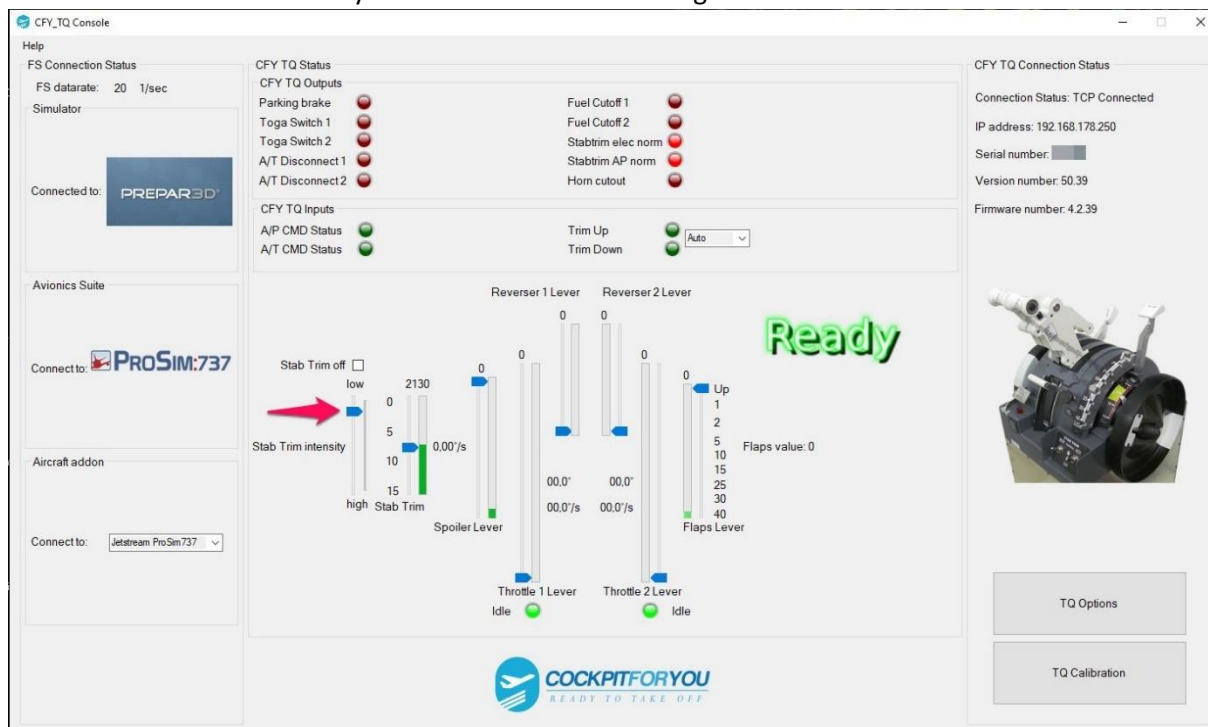 CFY_TQ Console
Help
FS Connection Status
FS datarate: 20 1/sec
Simulator
Connected to: PREPAR3D
Avionics Suite
Connect to: PROSIM:737
Aircraft addon
Connect to: Jetstream ProSim737
CFY TQ Status
CFY TQ Outputs
Parking brake
Toga Switch 1
Toga Switch 2
A/T Disconnect 1
A/T Disconnect 2
Fuel Cutoff 1
Fuel Cutoff 2
Stabtrim elec norm
Stabtrim AP norm
Horn cutout
CFY TQ Inputs
A/P CMD Status
A/T CMD Status
Trim Up
Trim Down
Auto
Reverser 1 Lever
Reverser 2 Lever
0
0
Ready
Stab Trim off
low
high
Stab Trim intensity
2130
0
5
10
15
0,00°/s
Stab Trim
0
Spoiler Lever
0
0
00,0°
00,0°
00,0°/s
00,0°/s
Throttle 1 Lever
Throttle 2 Lever
Idle
Idle
0
Up
1
2
5
10
15
25
30
40
Flaps value: 0
Flaps Lever
COCKPITFORYOU
READY TO TAKE OFF
CFY TQ Connection Status
Connection Status: TCP Connected
IP address: 192.168.178.250
Serial number:
Version number: 50.39
Firmware number: 4.2.39
TQ Options
TQ Calibration